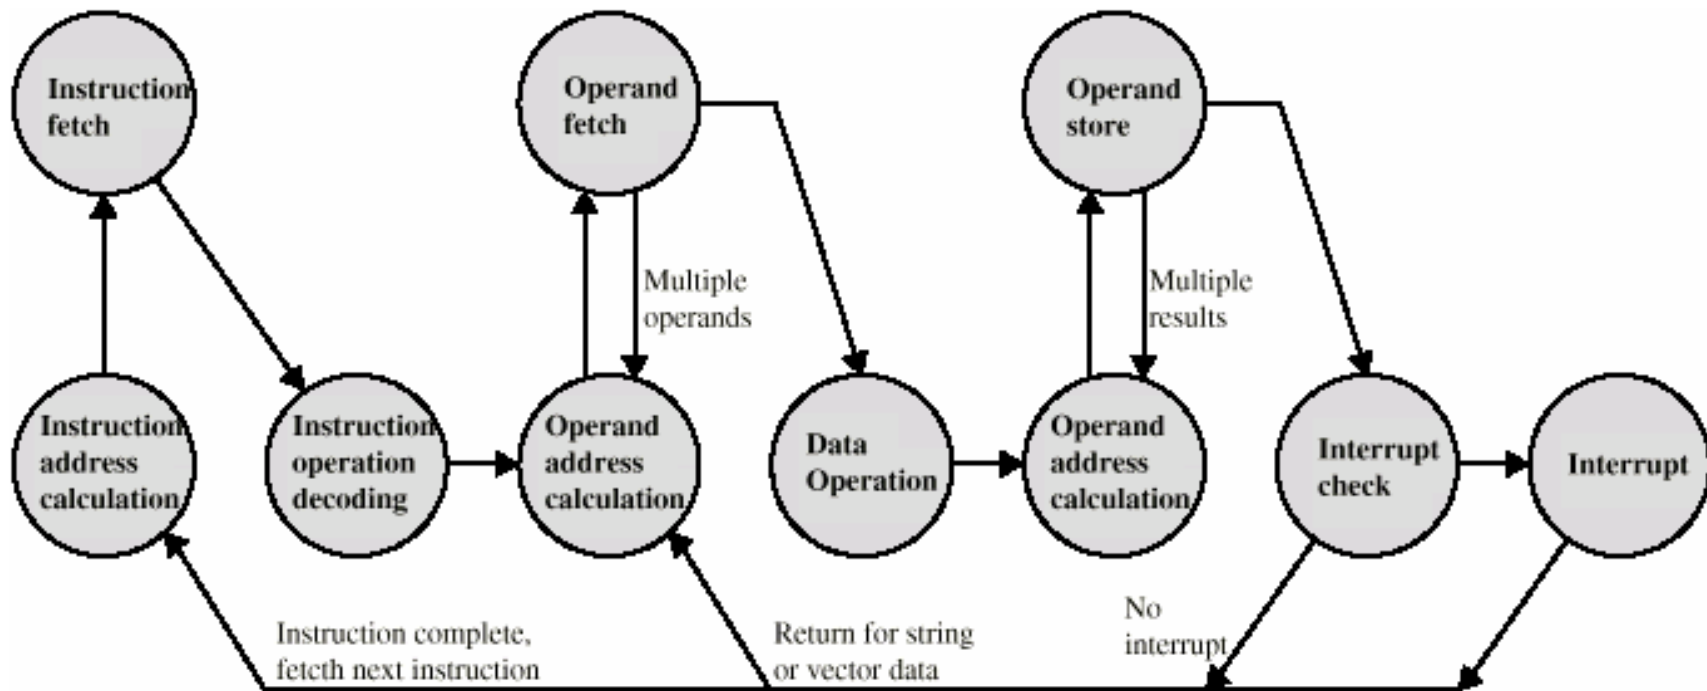 Instruction
fetch
Operand
fetch
Operand
store
Multiple
operands
Multiple
results
Instruction
address
calculation
Instruction
operation
decoding
Operand
address
calculation
Data
Operation
Operand
address
calculation
Interrupt
check
Interrupt
Instruction complete,
fetcth next instruction
Return for string
or vector data
No
interrupt